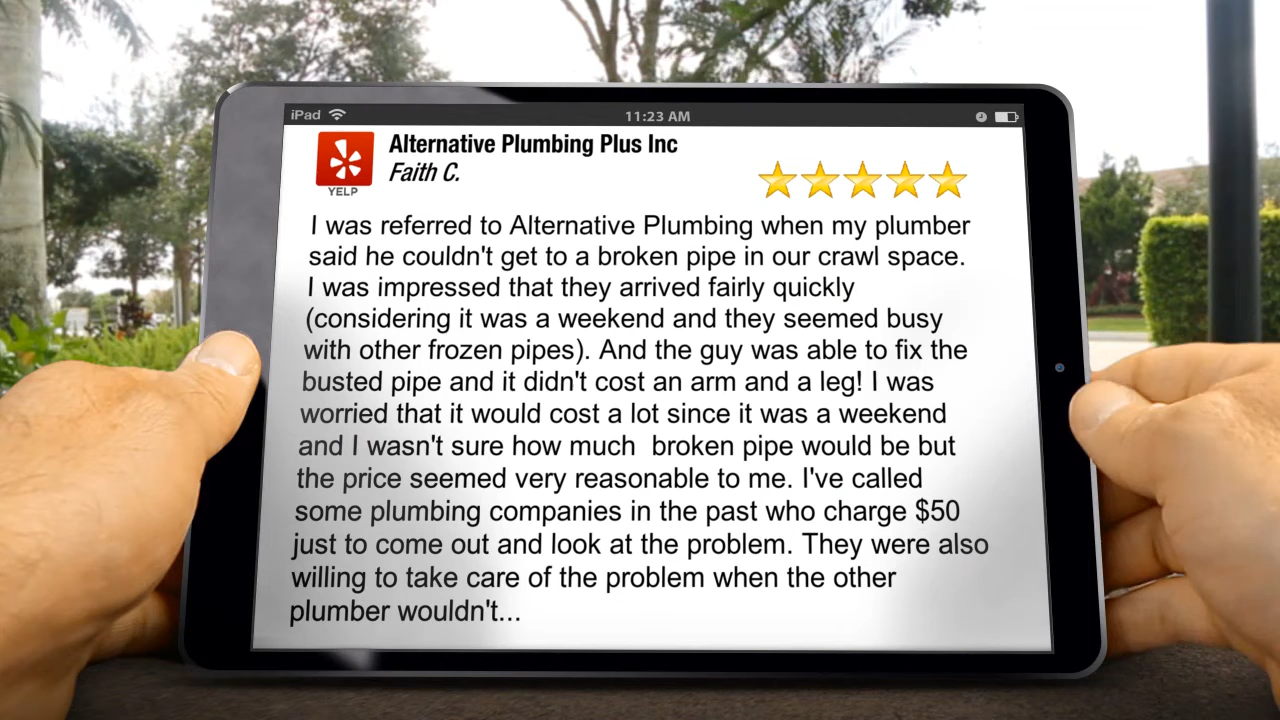 iPad
11:23 AM
YELP
Alternative Plumbing Plus Inc
Faith C.
I was referred to Alternative Plumbing when my plumber
said he couldn't get to a broken pipe in our crawl space.
I was impressed that they arrived fairly quickly
(considering it was a weekend and they seemed busy
with other frozen pipes). And the guy was able to fix the
busted pipe and it didn't cost an arm and a leg! I was
worried that it would cost a lot since it was a weekend
and I wasn't sure how much  broken pipe would be but
the price seemed very reasonable to me. I've called
some plumbing companies in the past who charge $50
just to come out and look at the problem. They were also
willing to take care of the problem when the other
plumber wouldn't...